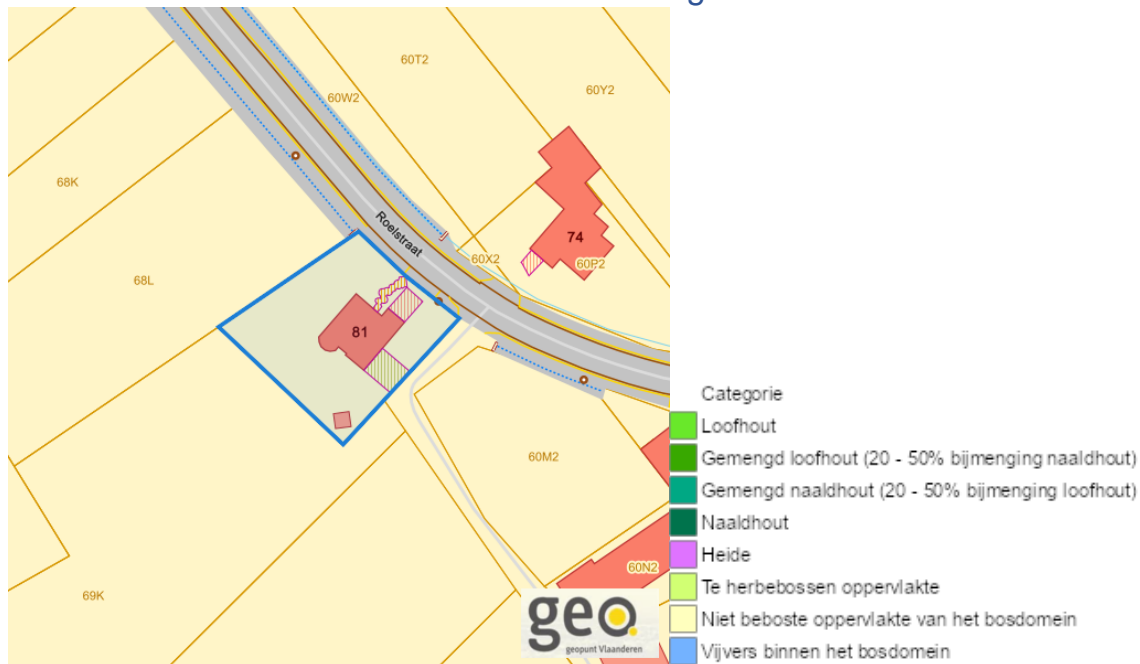 60T2
60W2
60Y2
68K
Roelstraat
74
60X2
60P2
68L
81
60M2
60N2
69K
geo.
geopunt Vlaanderen
Categorie
Loofhout
Gemengd loofhout (20 - 50% bijmenging naaldhout)
Gemengd naaldhout (20 - 50% bijmenging loofhout)
Naaldhout
Heide
Te herbebossen oppervlakte
Niet beboste oppervlakte van het bosdomein
Vijvers binnen het bosdomein